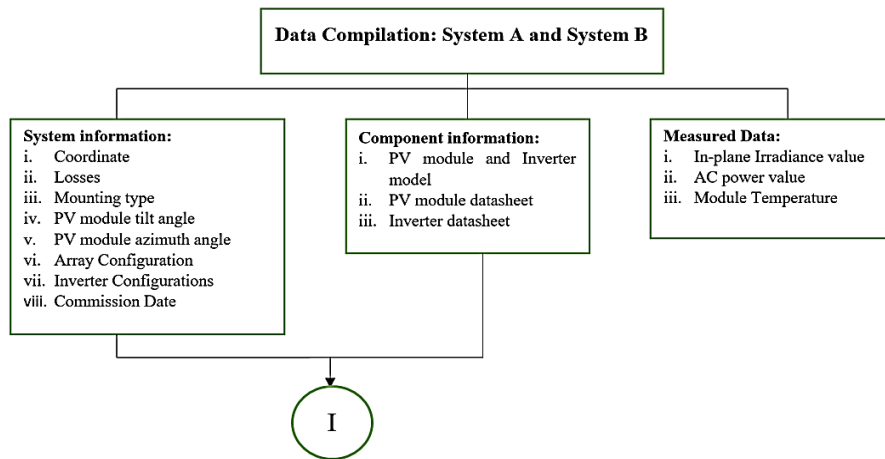 Data Compilation: System A and System B
System information:
i. Coordinate
ii. Losses
iii. Mounting type
iv. PV module tilt angle
v. PV module azimuth angle
vi. Array Configuration
vii. Inverter Configurations
viii. Commission Date
Component information:
i. PV module and Inverter
model
ii. PV module datasheet
iii. Inverter datasheet
Measured Data:
i. In-plane Irradiance value
ii. AC power value
iii. Module Temperature
I